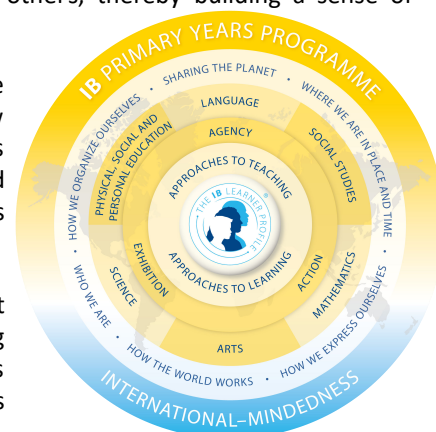 others, thereby building a sense of
IB PRIMARY YEARS PROGRAMME
HOW WE ORGANIZE OURSELVES • SHARING THE PLANET • WHERE WE ARE IN PLACE AND TIME •
LANGUAGE
PHYSICAL, SOCIAL AND
PERSONAL EDUCATION
SOCIAL STUDIES
AGENCY
APPROACHES TO TEACHING
THE IB LEARNER PROFILE
®
APPROACHES TO LEARNING
EXHIBITION
ACTION
SCIENCE
MATHEMATICS
ARTS
WHO WE ARE • HOW THE WORLD WORKS • HOW WE EXPRESS OURSELVES •
INTERNATIONAL–MINDEDNESS